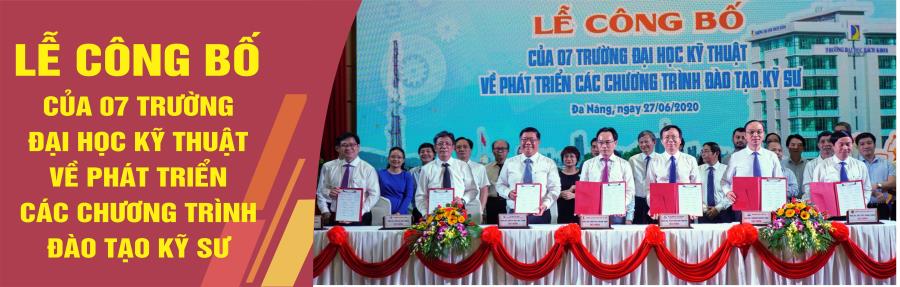 LỄ CÔNG BỐ
CỦA 07 TRƯỜNG
ĐẠI HỌC KỸ THUẬT
VỀ PHÁT TRIỂN
CÁC CHƯƠNG TRÌNH
ĐÀO TẠO KỸ SƯ
LỄ CÔNG BỐ
CỦA 07 TRƯỜNG ĐẠI HỌC KỸ THUẬT
VỀ PHÁT TRIỂN CÁC CHƯƠNG TRÌNH ĐÀO TẠO KỸ SƯ
Đà Nẵng, ngày 27/06/2020
TRƯỜNG ĐẠI HỌC BÁCH KHOA